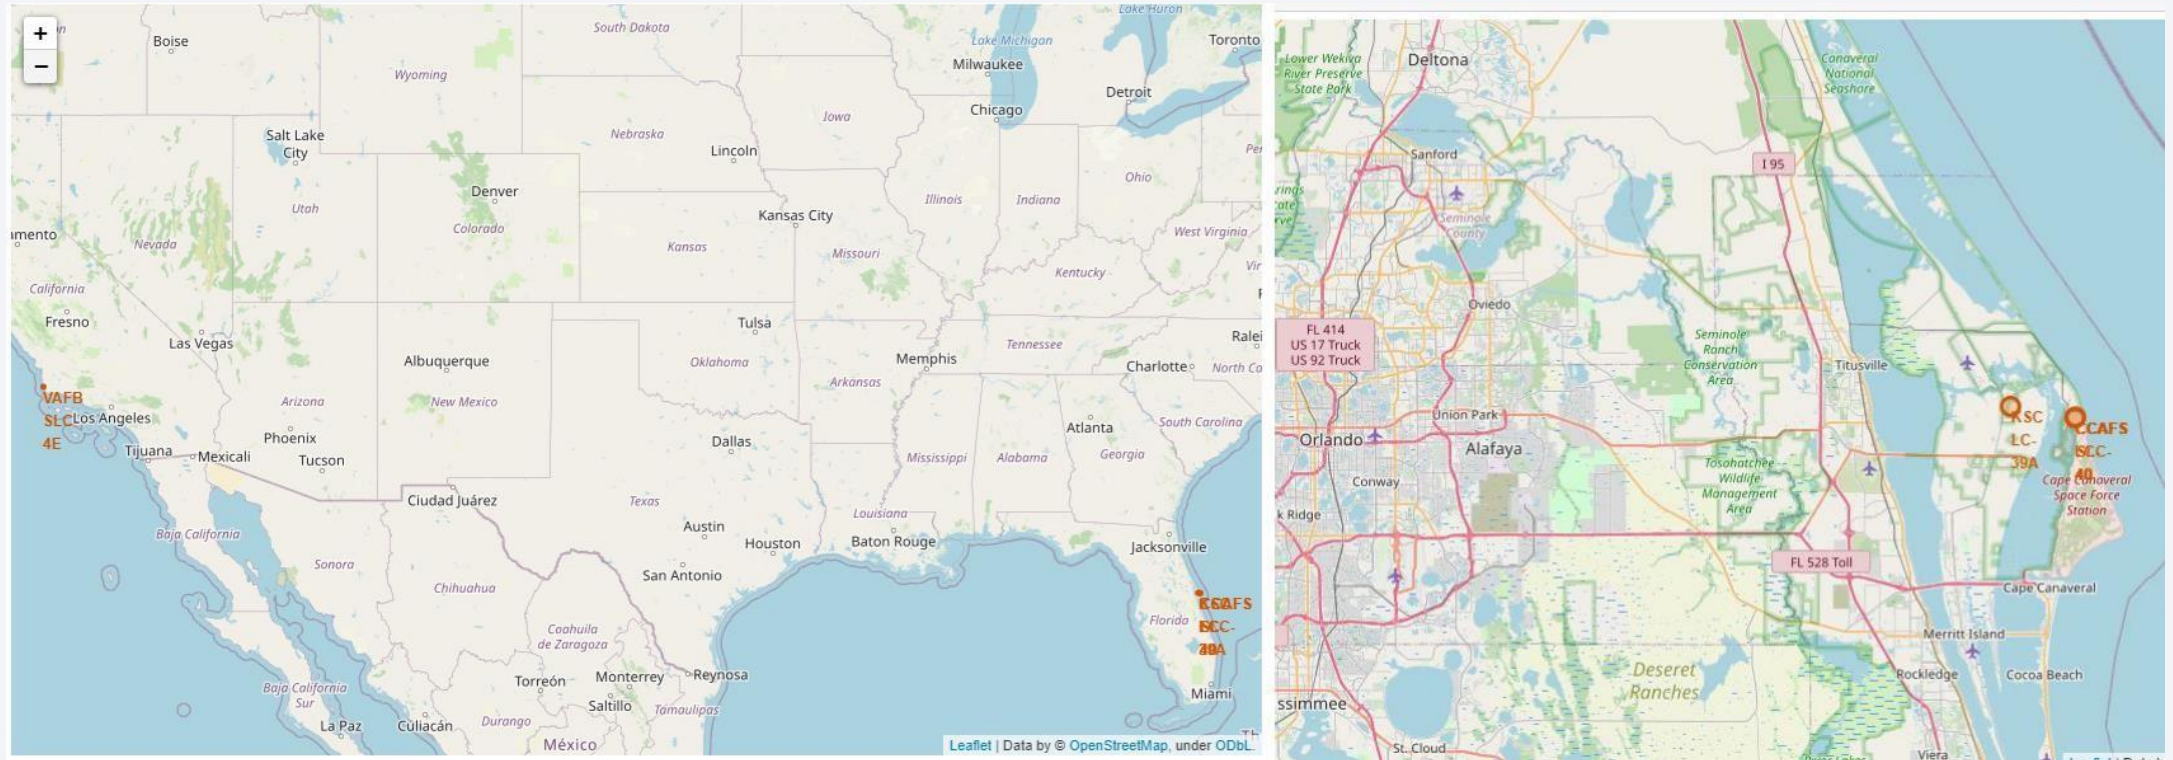 +
−
Boise
South Dakota
Lake Huron
Lake Michigan
Toronto
Wyoming
Milwaukee
Detroit
Chicago
Iowa
Salt Lake
City
Nebraska
Lincoln
Denver
Ohio
Utah
Illinois
Indiana
Kansas City
Colorado
Nevada
Kansas
Missouri
West Virginia
Kentucky
California
Fresno
Las Vegas
Tulsa
Tennessee
Albuquerque
Oklahoma
Memphis
Charlotte
Arkansas
VAFB
SLC-
4E
Los Angeles
Arizona
New Mexico
Atlanta
South Carolina
Phoenix
Dallas
Tijuana
Mexicali
Tucson
Mississippi
Alabama
Georgia
Ciudad Juárez
Texas
Louisiana
Austin
Baja California
Houston
Baton Rouge
Jacksonville
Sonora
San Antonio
Chihuahua
Florida
Coahuila
de Zaragoza
Torreón
Monterrey
Reynosa
Baja California
Sur
Saltillo
Miami
Tamaulipas
La Paz
Culiacán
Durango
México
Leaflet | Data by © OpenStreetMap, under ODbL.
Lower Wekiva
River Preserve
State Park
Deltona
Canaveral
National
Seashore
Sanford
I 95
Seminole
County
Oviedo
FL 414
US 17 Truck
US 92 Truck
Seminole
Ranch
Conservation
Area
Titusville
Union Park
KSC
LC-
39A
CCAFS
SLC-
40
Orlando
Alafaya
Tosohatchee
Wildlife
Management
Area
Conway
Cape Canaveral
Space Force
Station
k Ridge
FL 528 Toll
Cape Canaveral
Merritt Island
Deseret
Ranches
Rockledge
Cocoa Beach
ssimmee
St. Cloud
Viera